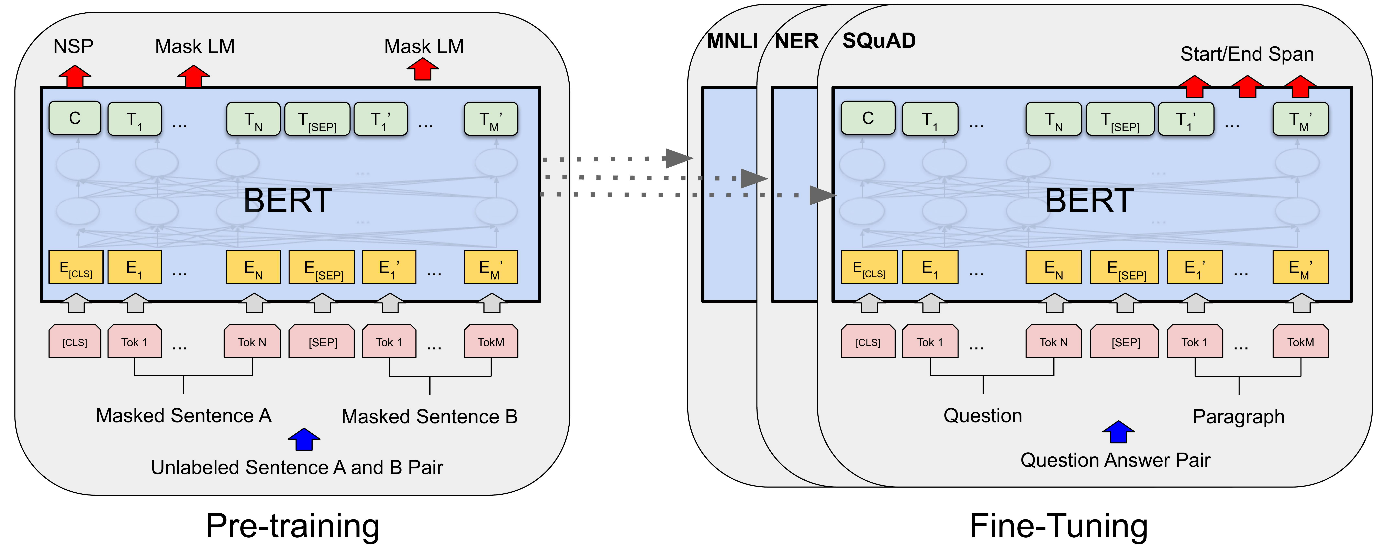 NSP Mask LM Mask LM
C T1 ... TN T[SEP] T1’ ... TM’
...
BERT
...
E[CLS] E1 ... EN E[SEP] E1’ ... EM’
[CLS] Tok 1 ... Tok N [SEP] Tok 1 ... TokM
Masked Sentence A Masked Sentence B
Unlabeled Sentence A and B Pair
Pre-training
MNLI NER SQuAD
Start/End Span
C T1 ... TN T[SEP] T1’ ... TM’
...
BERT
...
E[CLS] E1 ... EN E[SEP] E1’ ... EM’
[CLS] Tok 1 ... Tok N [SEP] Tok 1 ... TokM
Question Paragraph
Question Answer Pair
Fine-Tuning